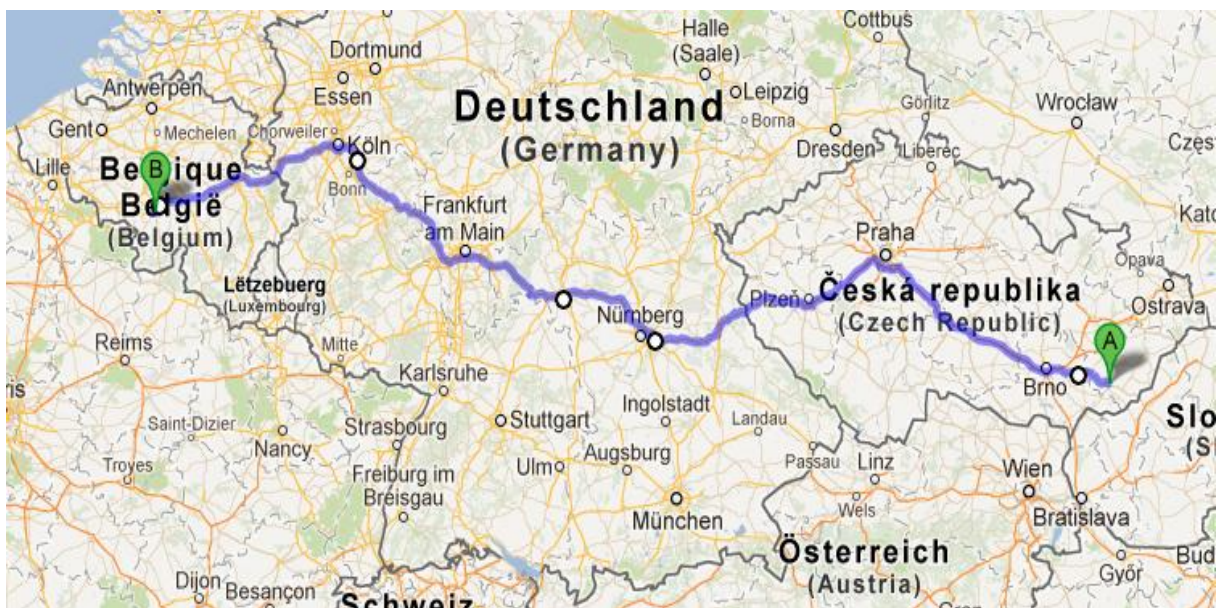 Cottbus
Dortmund
Halle
(Saale)
Essen
Leipzig
Antwerpen
Deutschland
(Germany)
Görlitz
Wrocław
Borna
Gent
Mechelen
Chorweiler
Köln
Dresden
Liberec
Lille
B
Belgique
Bonn
België
(Belgium)
Frankfurt
am Main
Praha
Opava
Lëtzebuerg
(Luxembourg)
Plzeň
Česká republika
(Czech Republic)
Ostrava
Nürnberg
A
Reims
Mitte
Karlsruhe
Brno
Ingolstadt
Saint-Dizier
Stuttgart
Landau
Nancy
Strasbourg
Troyes
Freiburg im
Breisgau
Ulm
Augsburg
Passau
Linz
Wien
München
Wels
Bratislava
Österreich
(Austria)
Győr
Dijon
Besançon
Schweiz